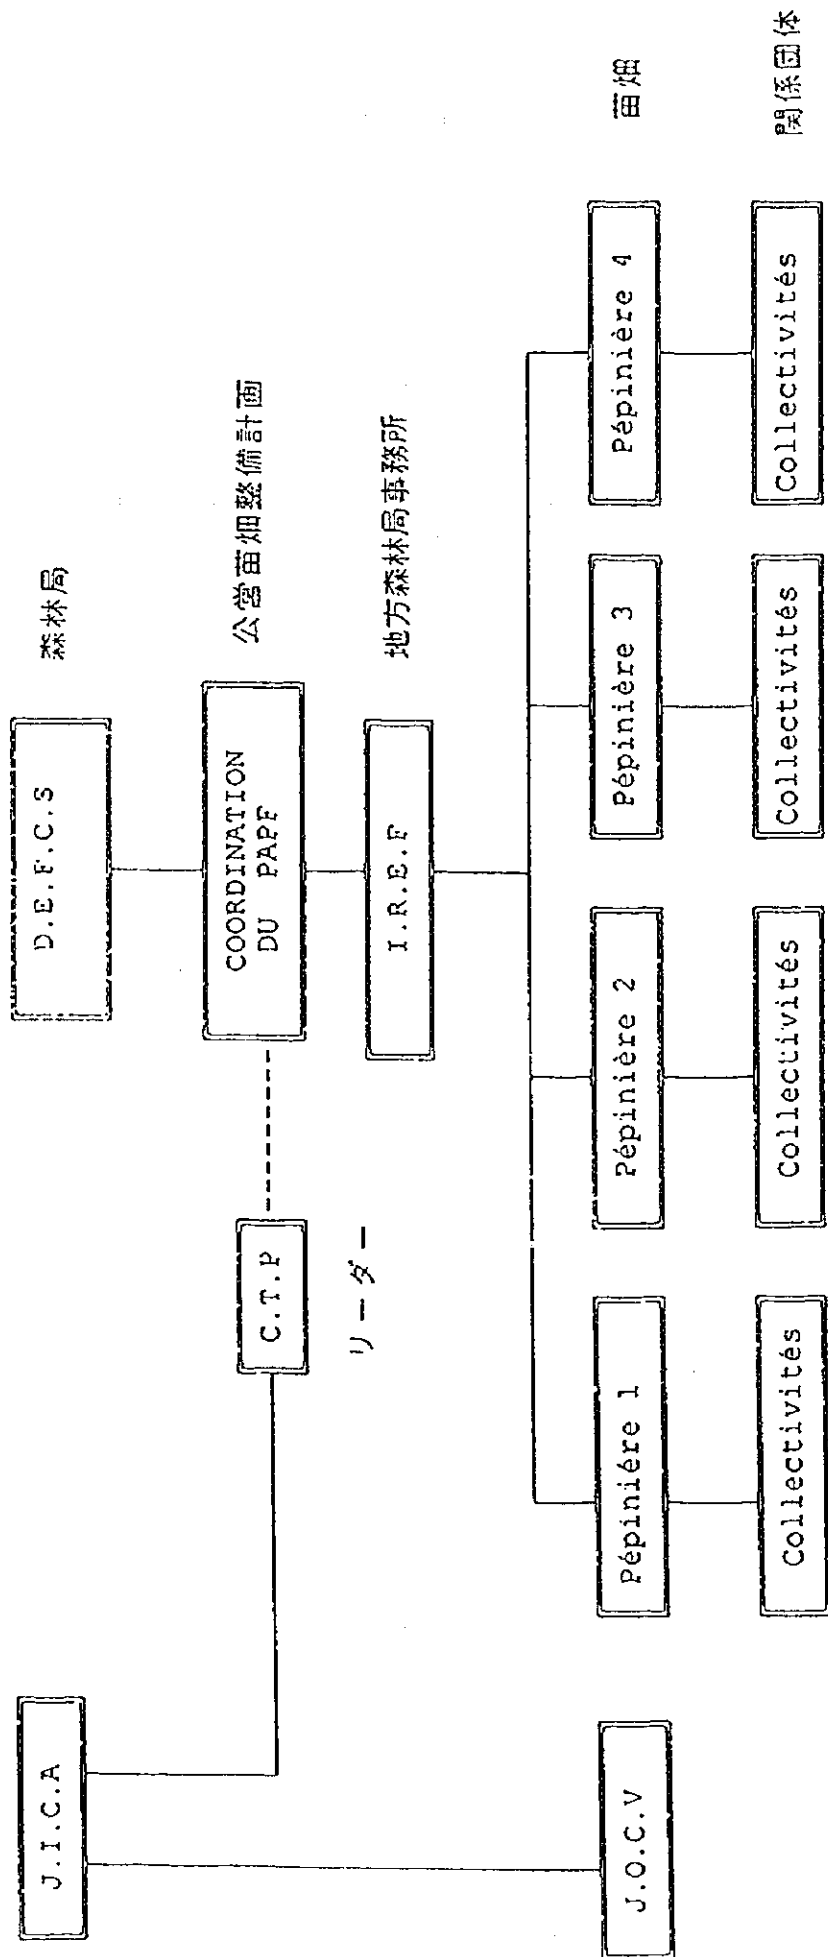 森林局
D.E.F.C.S
J.I.C.A
公営苗畑整備計画
COORDINATION
DU PAPF
C.T.P
リーダー
地方森林局事務所
I.R.E.F
苗畑
J.O.C.V
Pépiniére 1
Pépinière 2
Pépinière 3
Pépinière 4
関係団体
Collectivités
Collectivités
Collectivités
Collectivités